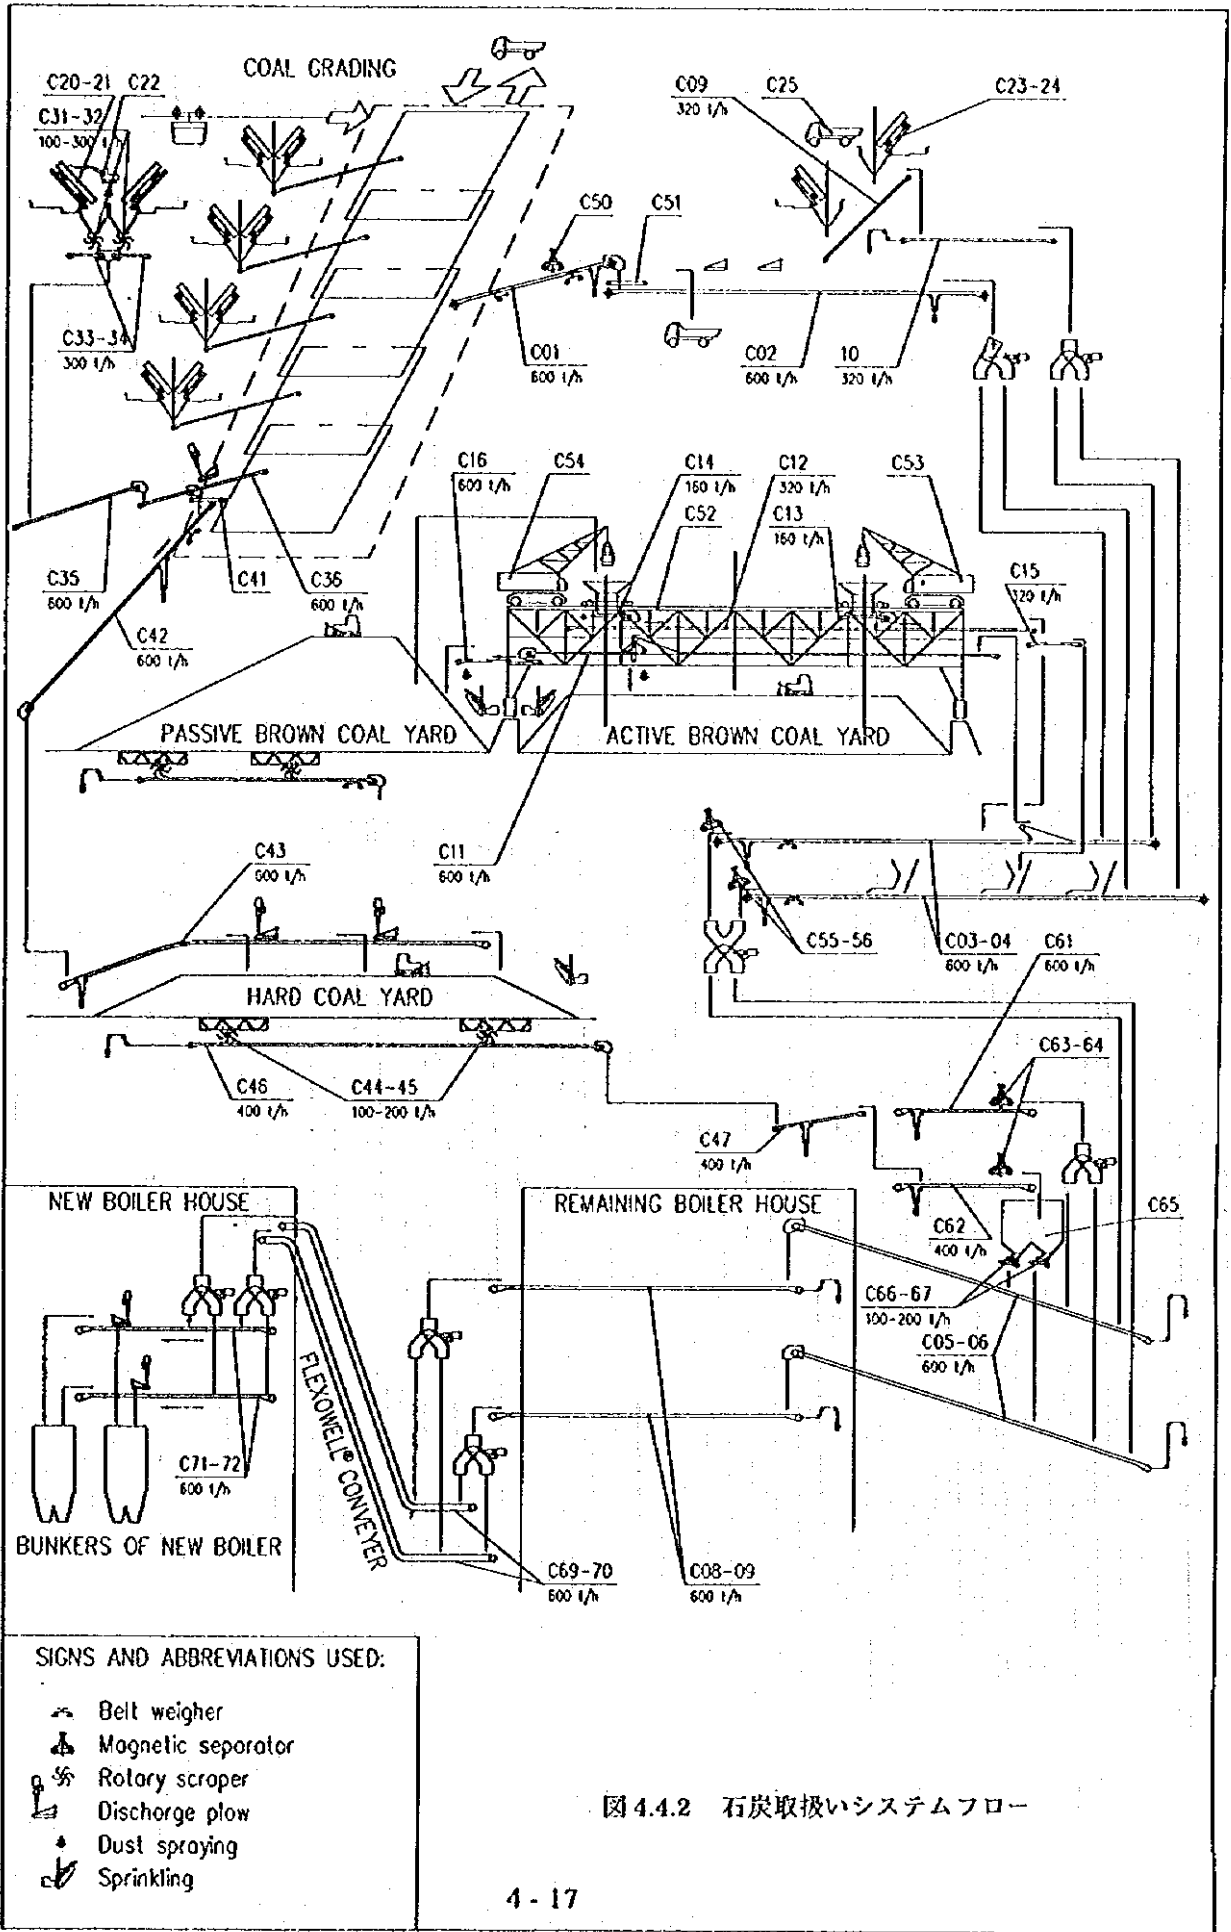 COAL GRADING
C20-21
C22
C31-32
100-300 t/h
C33-34
300 t/h
C09
320 t/h
C25
C23-24
C50
C51
C01
600 t/h
C02
600 t/h
10
320 t/h
C35
600 t/h
C41
C36
600 t/h
C42
600 t/h
C16
600 t/h
C54
C14
160 t/h
C52
C12
320 t/h
C13
160 t/h
C53
C15
320 t/h
PASSIVE BROWN COAL YARD
ACTIVE BROWN COAL YARD
C43
600 t/h
C11
600 t/h
C55-56
C03-04
600 t/h
C61
600 t/h
HARD COAL YARD
C46
400 t/h
C44-45
100-200 t/h
C63-64
C47
400 t/h
NEW BOILER HOUSE
REMAINING BOILER HOUSE
C62
400 t/h
C65
C66-67
100-200 t/h
C05-06
600 t/h
FLEXOWELL® CONVEYER
C71-72
600 t/h
BUNKERS OF NEW BOILER
C69-70
600 t/h
C08-09
600 t/h
SIGNS AND ABBREVIATIONS USED:
Belt weigher
Magnetic separator
Rotary scraper
Discharge plow
Dust spraying
Sprinkling
図 4.4.2 石炭取扱いシステムフロー
4 - 17